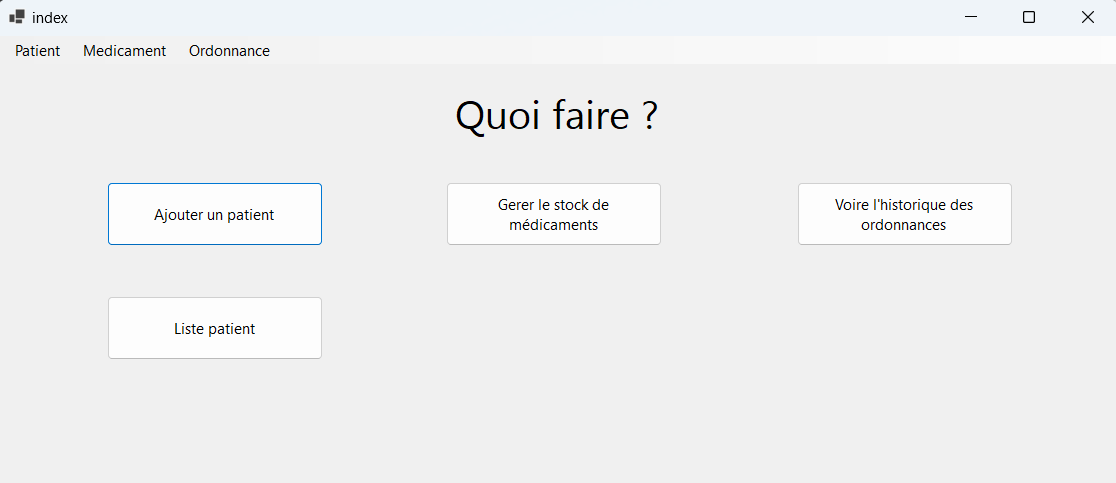 index
Patient Medicament Ordonnance
Quoi faire ?
Ajouter un patient
Gerer le stock de
médicaments
Voire l'historique des
ordonnances
Liste patient